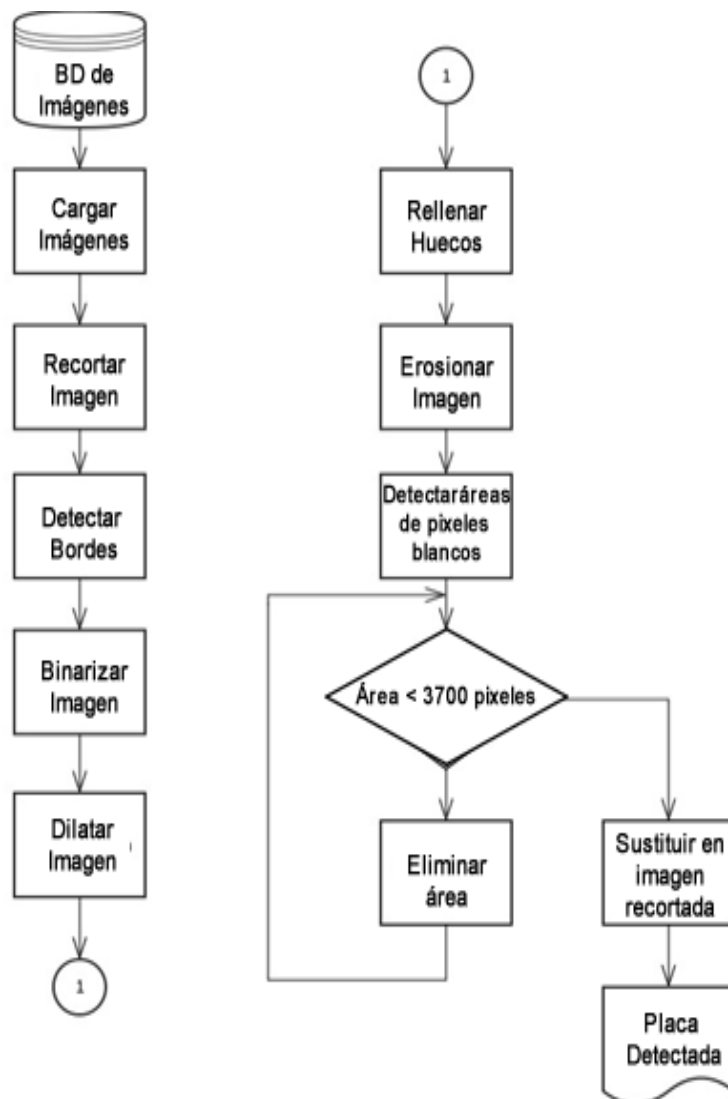 BD de
Imágenes
Cargar
Imágenes
Recortar
Imagen
Detectar
Bordes
Binarizar
Imagen
Dilatar
Imagen
1
1
Rellenar
Huecos
Erosionar
Imagen
Detectaráreas
de pixeles
blancos
Área < 3700 pixeles
Eliminar
área
Sustituir en
imagen
recortada
Placa
Detectada